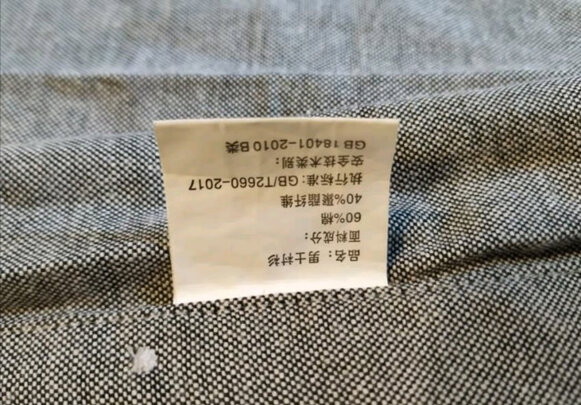 品名：男士衬衫
面料成分：
60%棉
40%聚酯纤维
执行标准：GB/T2660-2017
安全技术类别：
GB 18401-2010 B类